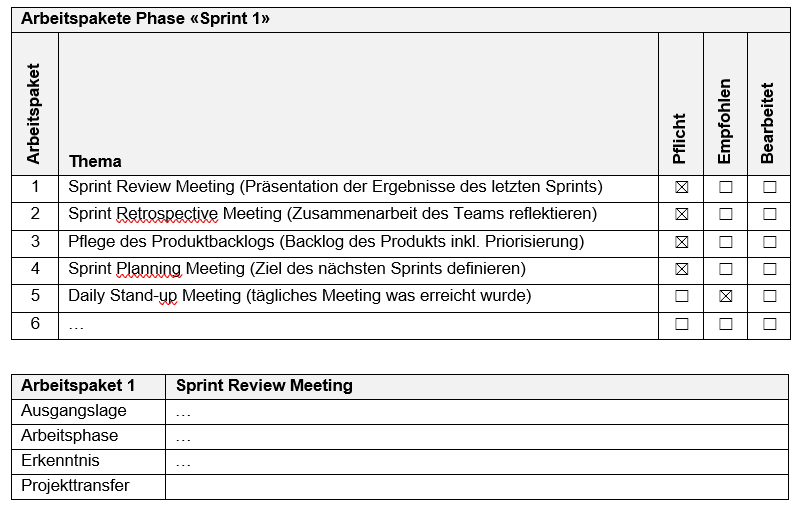 Arbeitspakete Phase «Sprint 1»
Arbeitspaket Thema Pflicht Empfohlen Bearbeitet
1 Sprint Review Meeting (Präsentation der Ergebnisse des letzten Sprints) ☒ ☐ ☐
2 Sprint Retrospective Meeting (Zusammenarbeit des Teams reflektieren) ☒ ☐ ☐
3 Pflege des Produktbacklogs (Backlog des Produkts inkl. Priorisierung) ☒ ☐ ☐
4 Sprint Planning Meeting (Ziel des nächsten Sprints definieren) ☒ ☐ ☐
5 Daily Stand-up Meeting (tägliches Meeting was erreicht wurde) ☐ ☒ ☐
6 … ☐ ☐ ☐
Arbeitspaket 1 Sprint Review Meeting
Ausgangslage …
Arbeitsphase …
Erkenntnis …
Projekttransfer